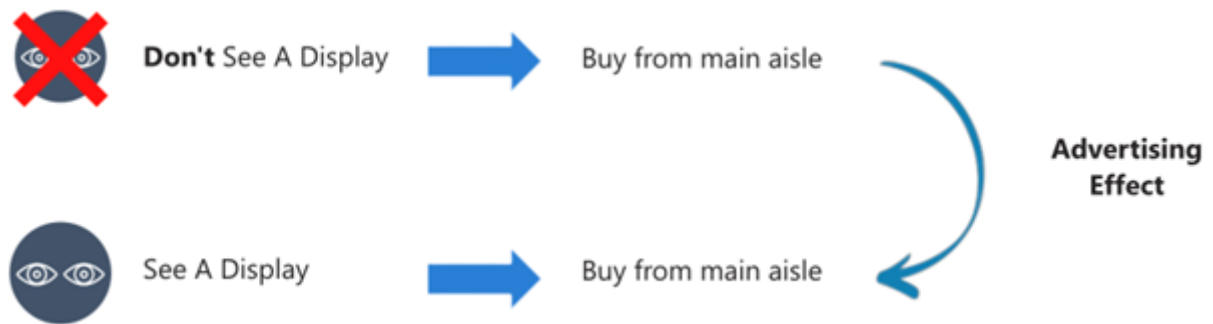 Don't See A Display
Buy from main aisle
Advertising
Effect
See A Display
Buy from main aisle